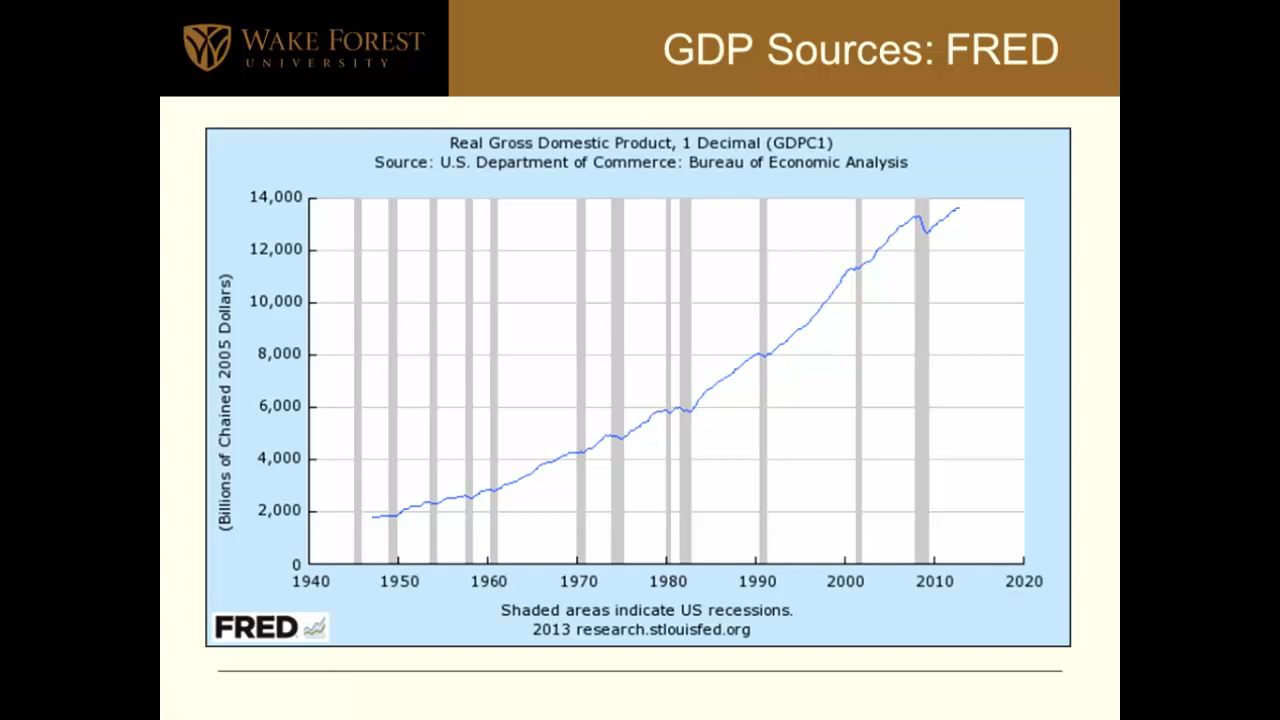 WAKE FOREST
UNIVERSITY
GDP Sources: FRED
Real Gross Domestic Product, 1 Decimal (GDPC1)
Source: U.S. Department of Commerce: Bureau of Economic Analysis
(Billions of Chained 2005 Dollars)
14,000
12,000
10,000
8,000
6,000
4,000
2,000
0
1940 1950 1960 1970 1980 1990 2000 2010 2020
Shaded areas indicate US recessions.
2013 research.stlouisfed.org
FRED